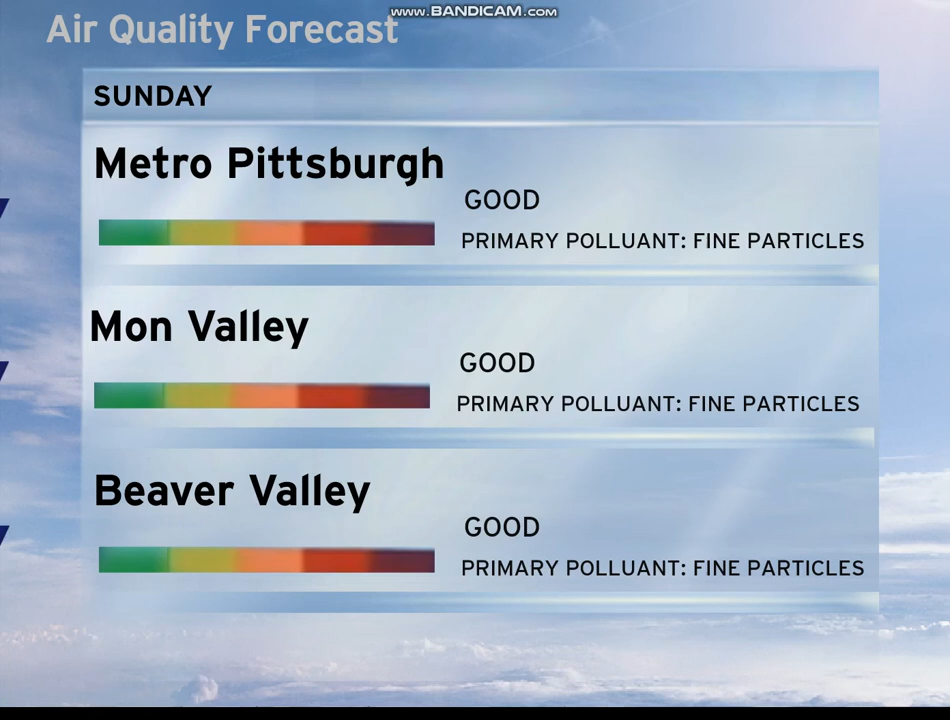 www.BANDICAM.com
Air Quality Forecast
SUNDAY
Metro Pittsburgh
GOOD
PRIMARY POLLUANT: FINE PARTICLES
Mon Valley
GOOD
PRIMARY POLLUANT: FINE PARTICLES
Beaver Valley
GOOD
PRIMARY POLLUANT: FINE PARTICLES